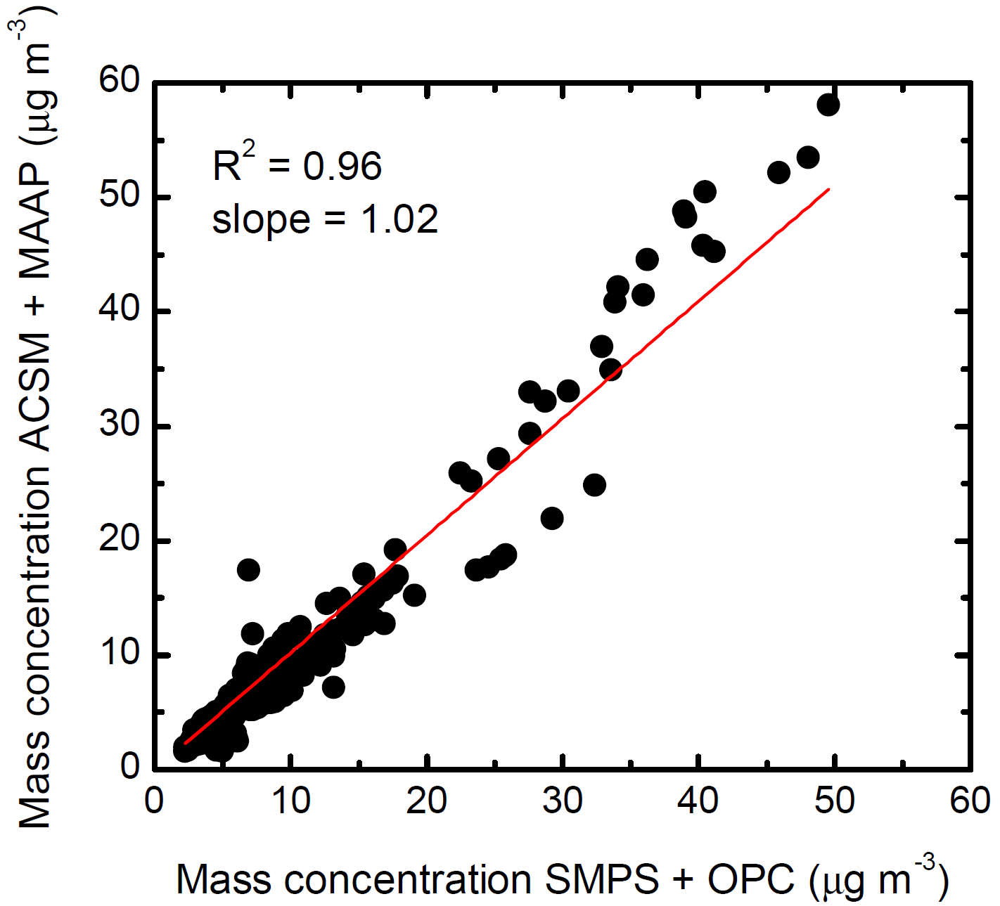 Mass concentration ACSM + MAAP (μg m⁻³)
60
50
40
30
20
10
0
R² = 0.96
slope = 1.02
0 10 20 30 40 50 60
Mass concentration SMPS + OPC (μg m⁻³)